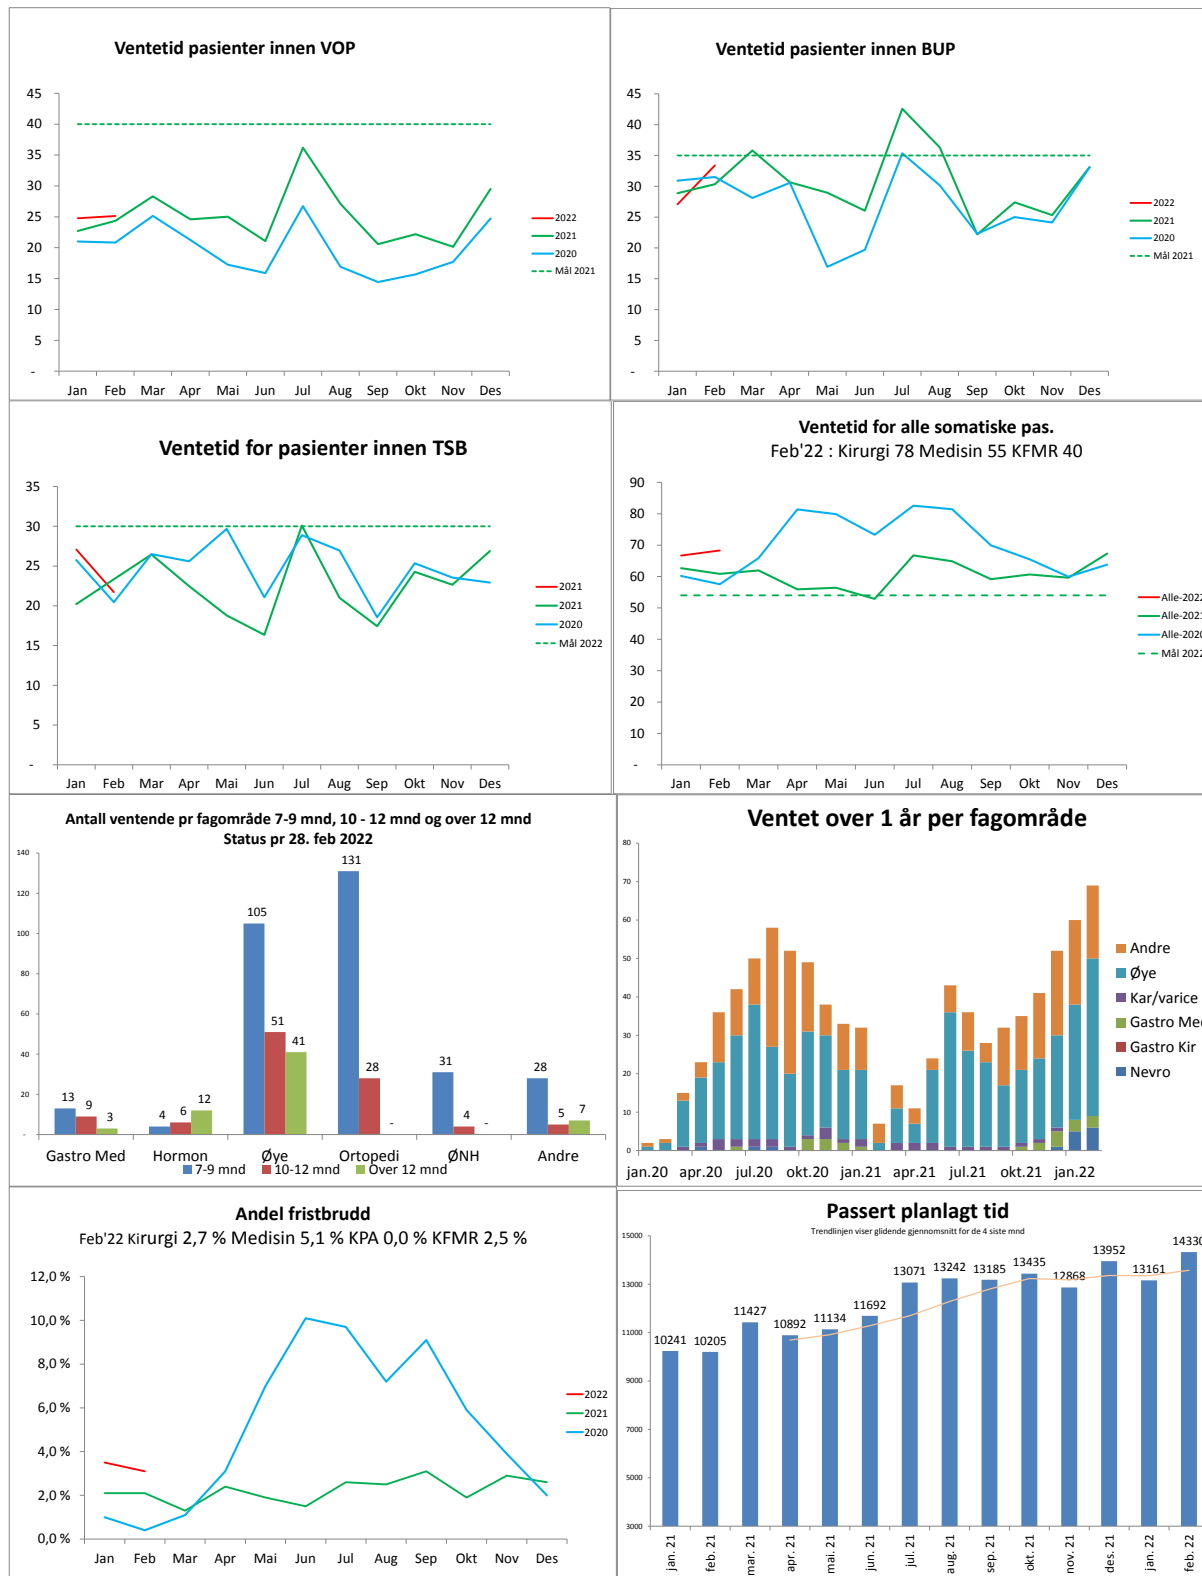 Ventetid pasienter innen VOP
45
40
35
30
25
20
15
10
5
-
Jan Feb Mar Apr Mai Jun Jul Aug Sep Okt Nov Des
2022
2021
2020
Mål 2021
Ventetid pasienter innen BUP
45
40
35
30
25
20
15
10
5
-
Jan Feb Mar Apr Mai Jun Jul Aug Sep Okt Nov Des
2022
2021
2020
Mål 2021
Ventetid for pasienter innen TSB
35
30
25
20
15
10
5
-
Jan Feb Mar Apr Mai Jun Jul Aug Sep Okt Nov Des
2021
2021
2020
Mål 2022
Ventetid for alle somatiske pas.
Feb'22 : Kirurgi 78 Medisin 55 KFMR 40
90
80
70
60
50
40
30
20
10
-
Jan Feb Mar Apr Mai Jun Jul Aug Sep Okt Nov Des
Alle-2022
Alle-2021
Alle-2020
Mål 2022
Antall ventende pr fagområde 7-9 mnd, 10 - 12 mnd og over 12 mnd
Status pr 28. feb 2022
140
120
100
80
60
40
20
-
13 9 3
4 6 12
105 51 41
131 28 -
31 4 -
28 5 7
Gastro Med Hormon Øye Ortopedi ØNH Andre
7-9 mnd 10-12 mnd Over 12 mnd
Ventet over 1 år per fagområde
80
70
60
50
40
30
20
10
0
jan.20 apr.20 jul.20 okt.20 jan.21 apr.21 jul.21 okt.21 jan.22
Andre
Øye
Kar/varice
Gastro Med
Gastro Kir
Nevro
Andel fristbrudd
Feb'22 Kirurgi 2,7 % Medisin 5,1 % KPA 0,0 % KFMR 2,5 %
12,0 %
10,0 %
8,0 %
6,0 %
4,0 %
2,0 %
0,0 %
Jan Feb Mar Apr Mai Jun Jul Aug Sep Okt Nov Des
2022
2021
2020
Passert planlagt tid
Trendlinjen viser glidende gjennomsnitt for de 4 siste mnd
15000
13000
11000
9000
7000
5000
3000
10241 10205 11427 10892 11134 11692 13071 13242 13185 13435 12868 13952 13161 14330
jan. 21 feb. 21 mar. 21 apr. 21 mai. 21 jun. 21 jul. 21 aug. 21 sep. 21 okt. 21 nov. 21 des. 21 jan. 22 feb. 22